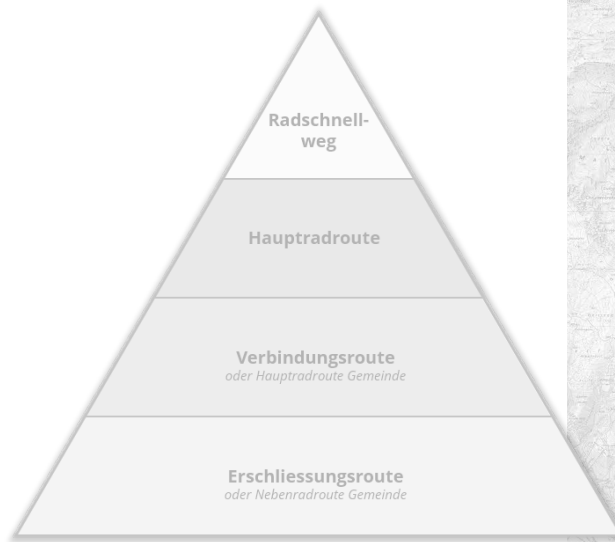 Radschnell-
weg
Hauptradroute
Verbindungsroute
oder Hauptradroute Gemeinde
Erschliessungsroute
oder Nebenradroute Gemeinde